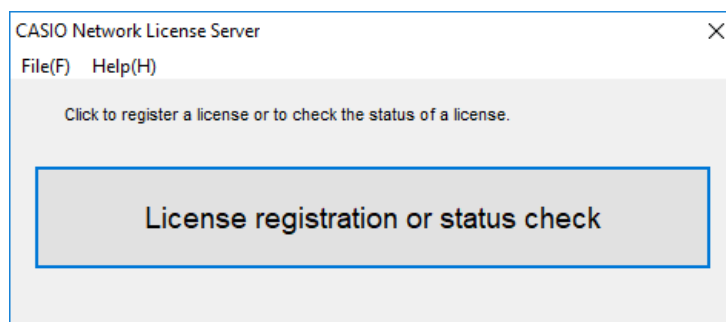 CASIO Network License Server
File(F) Help(H)
Click to register a license or to check the status of a license.
License registration or status check